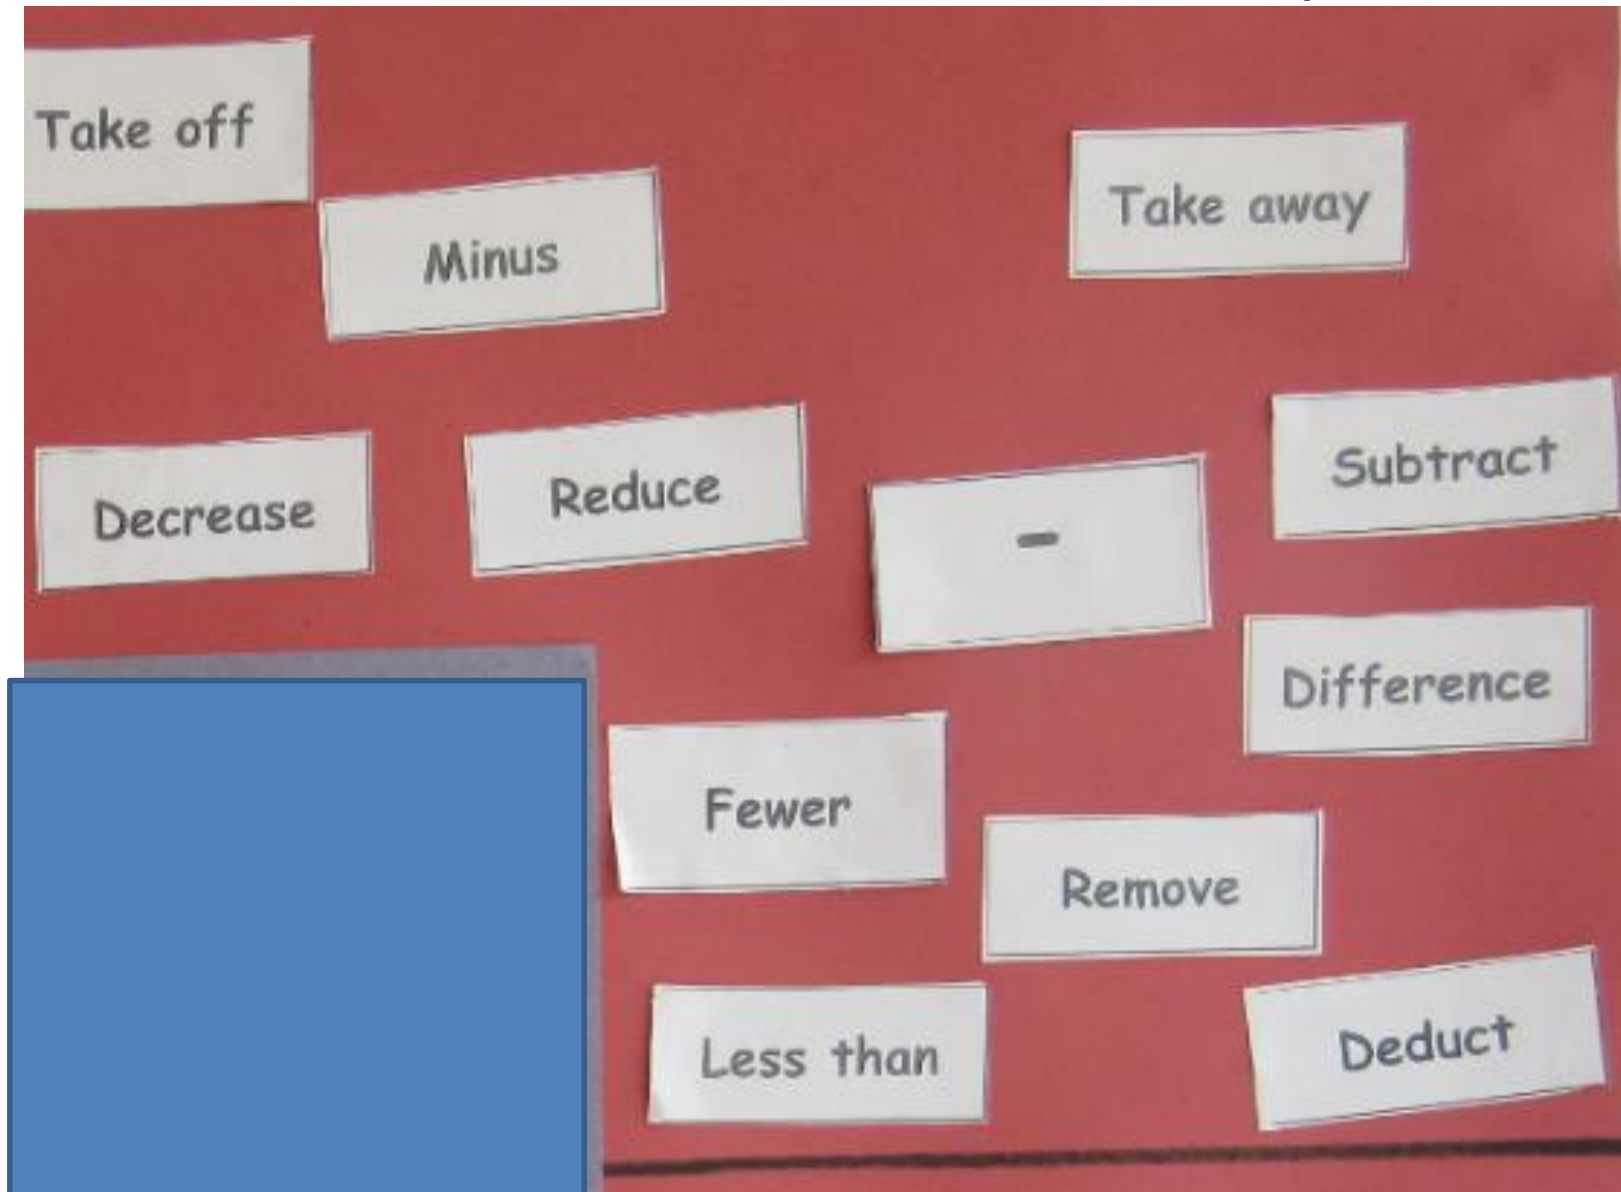 Take off
Take away
Minus
Subtract
Decrease
Reduce
-
Difference
Fewer
Remove
Less than
Deduct